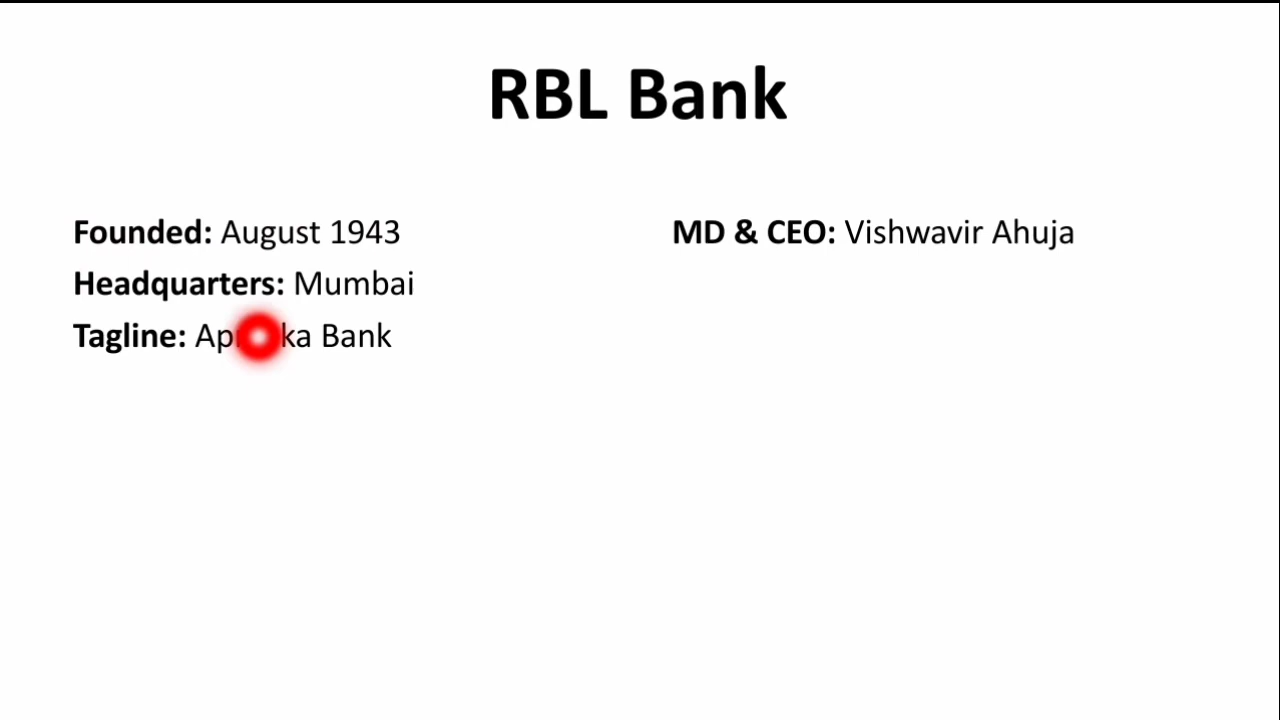 RBL Bank
Founded: August 1943
Headquarters: Mumbai
Tagline: ka Bank
MD & CEO: Vishwavir Ahuja